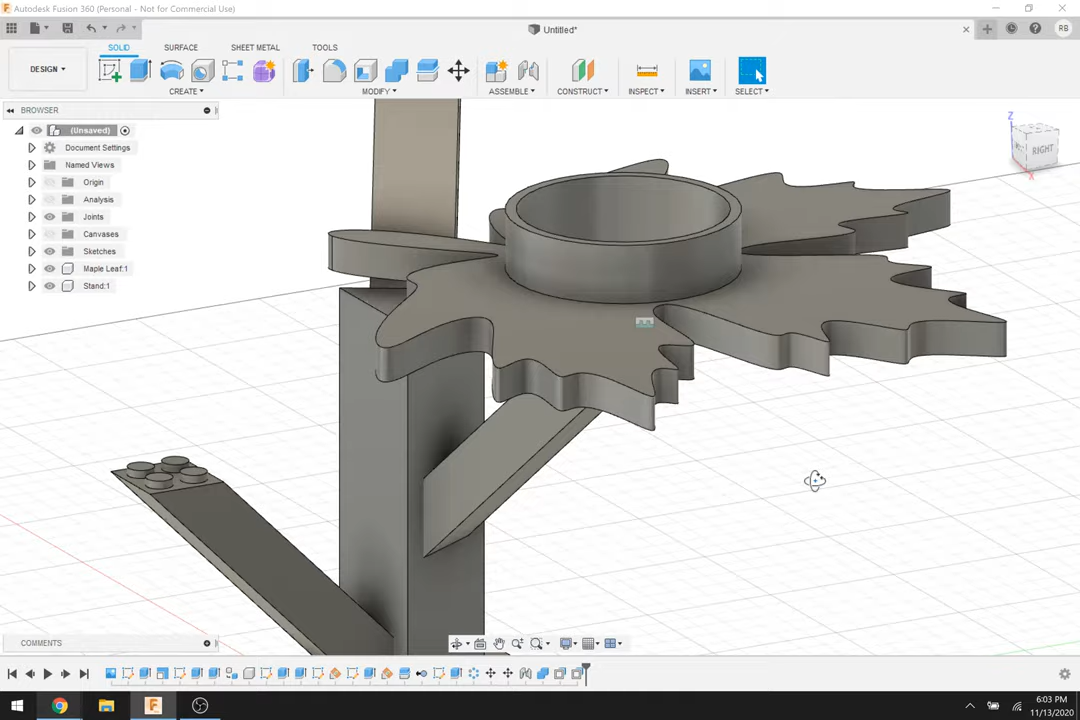 Autodesk Fusion 360 (Personal - Not for Commercial Use)
Untitled*
RB
DESIGN
SOLID SURFACE SHEET METAL TOOLS
CREATE MODIFY ASSEMBLE CONSTRUCT INSPECT INSERT SELECT
BROWSER
(Unsaved)
Document Settings
Named Views
Origin
Analysis
Joints
Canvases
Sketches
Maple Leaf:1
Stand:1
Z
RIGHT
X
COMMENTS
6:03 PM
11/13/2020